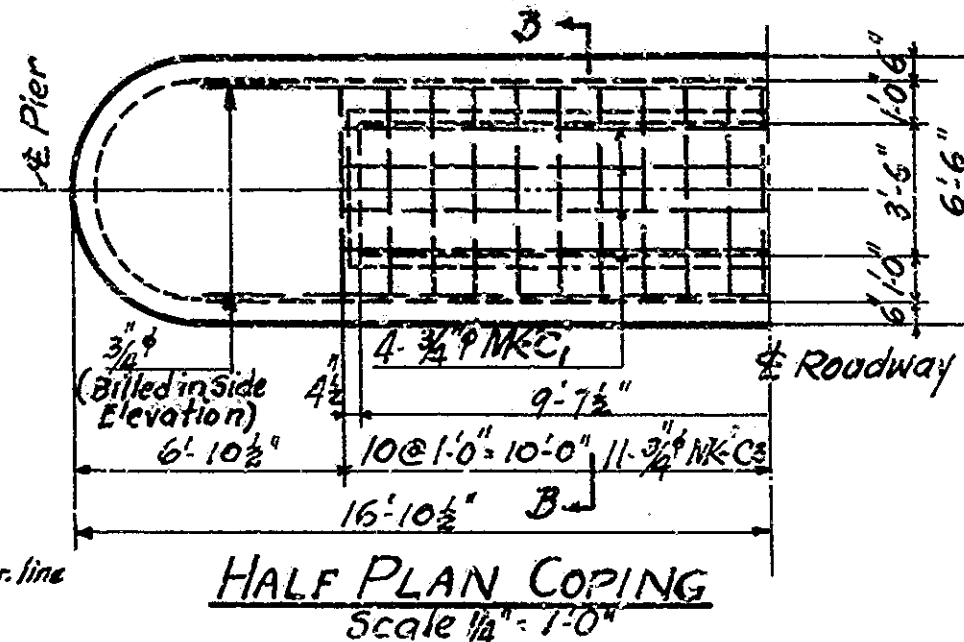 B
℄ Pier
6"
1'-0"
3'-6"
6'-6"
1'-0"
6"
3/4"φ
(Billed in Side
Elevation)
4-3/4"φ MK-C1
4 1/2"
9'-7 1/2"
℄ Roadway
6'-10 1/2"
10@1'-0"=10'-0"
11-3/4"φ MK-C3
B
16'-10 1/2"
HALF PLAN COPING
Scale 1/4"=1'-0"